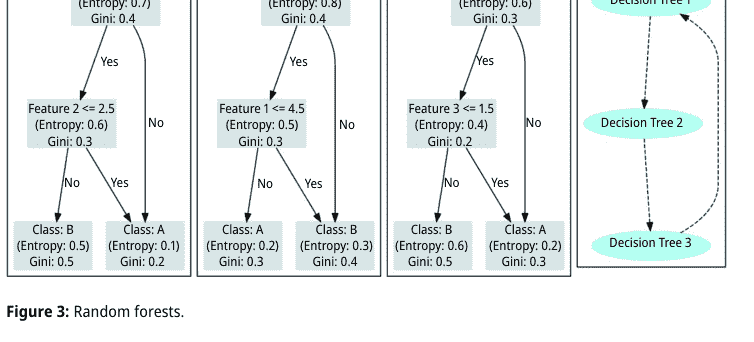 (Entropy: 0.7)
Gini: 0.4
Yes
No
Feature 2 <= 2.5
(Entropy: 0.6)
Gini: 0.3
No
Yes
Class: B
(Entropy: 0.5)
Gini: 0.5
Class: A
(Entropy: 0.1)
Gini: 0.2
(Entropy: 0.8)
Gini: 0.4
Yes
No
Feature 1 <= 4.5
(Entropy: 0.5)
Gini: 0.3
No
Yes
Class: A
(Entropy: 0.2)
Gini: 0.3
Class: B
(Entropy: 0.3)
Gini: 0.4
(Entropy: 0.6)
Gini: 0.3
Yes
No
Feature 3 <= 1.5
(Entropy: 0.4)
Gini: 0.2
No
Yes
Class: B
(Entropy: 0.6)
Gini: 0.5
Class: A
(Entropy: 0.2)
Gini: 0.3
Decision Tree 1
Decision Tree 2
Decision Tree 3
Figure 3: Random forests.